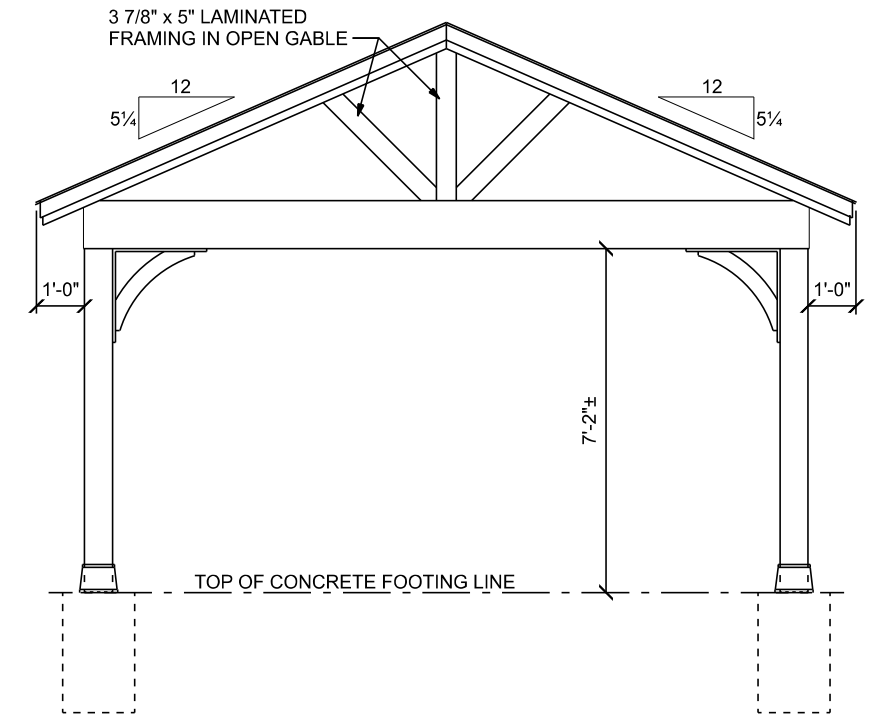 3 7/8" x 5" LAMINATED
FRAMING IN OPEN GABLE
12
5¼
12
5¼
1'-0"
1'-0"
7'-2"±
TOP OF CONCRETE FOOTING LINE